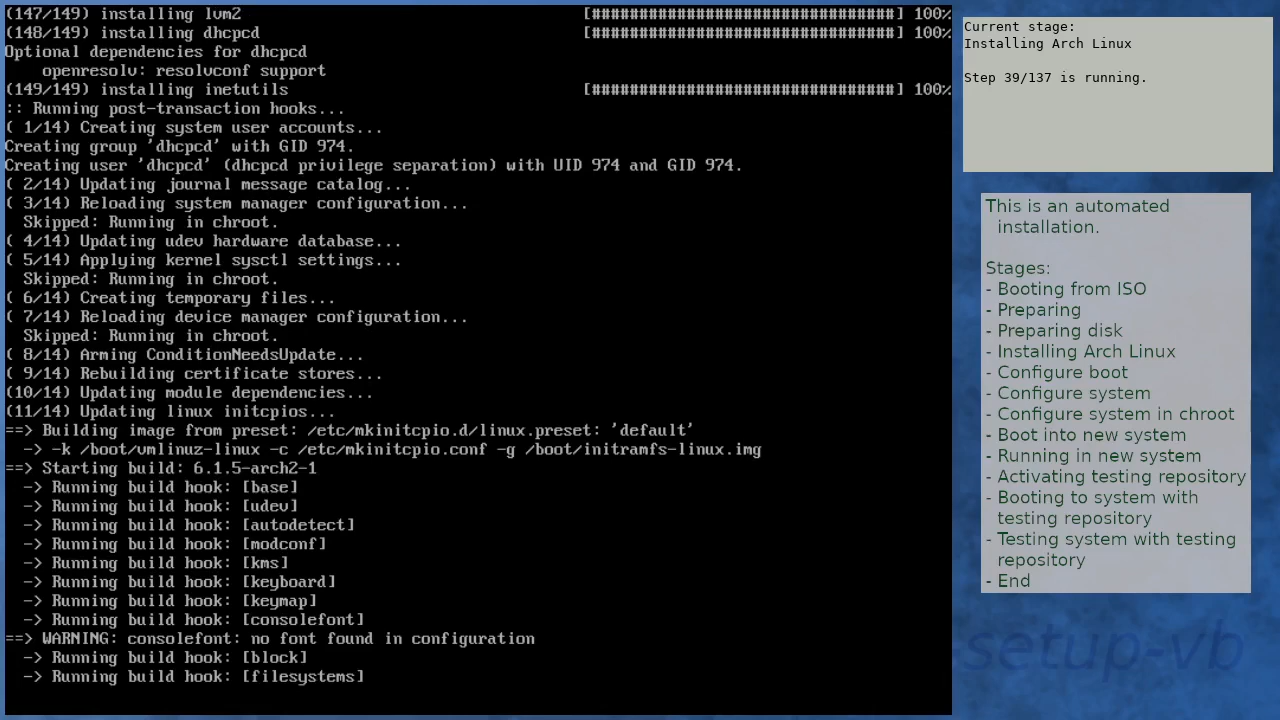 (147/149) installing lvm2 [################################] 100%
(148/149) installing dhcpcd [################################] 100%
Optional dependencies for dhcpcd
openresolv: resolvconf support
(149/149) installing inetutils [################################] 100%
:: Running post-transaction hooks...
( 1/14) Creating system user accounts...
Creating group 'dhcpcd' with GID 974.
Creating user 'dhcpcd' (dhcpcd privilege separation) with UID 974 and GID 974.
( 2/14) Updating journal message catalog...
( 3/14) Reloading system manager configuration...
Skipped: Running in chroot.
( 4/14) Updating udev hardware database...
( 5/14) Applying kernel sysctl settings...
Skipped: Running in chroot.
( 6/14) Creating temporary files...
( 7/14) Reloading device manager configuration...
Skipped: Running in chroot.
( 8/14) Arming ConditionNeedsUpdate...
( 9/14) Rebuilding certificate stores...
(10/14) Updating module dependencies...
(11/14) Updating linux initcpios...
==> Building image from preset: /etc/mkinitcpio.d/linux.preset: 'default'
-> -k /boot/vmlinuz-linux -c /etc/mkinitcpio.conf -g /boot/initramfs-linux.img
==> Starting build: 6.1.5-arch2-1
-> Running build hook: [base]
-> Running build hook: [udev]
-> Running build hook: [autodetect]
-> Running build hook: [modconf]
-> Running build hook: [kms]
-> Running build hook: [keyboard]
-> Running build hook: [keymap]
-> Running build hook: [consolefont]
==> WARNING: consolefont: no font found in configuration
-> Running build hook: [block]
-> Running build hook: [filesystems]
Current stage:
Installing Arch Linux
Step 39/137 is running.
This is an automated
installation.
Stages:
- Booting from ISO
- Preparing
- Preparing disk
- Installing Arch Linux
- Configure boot
- Configure system
- Configure system in chroot
- Boot into new system
- Running in new system
- Activating testing repository
- Booting to system with
testing repository
- Testing system with testing
repository
- End
-setup-vb